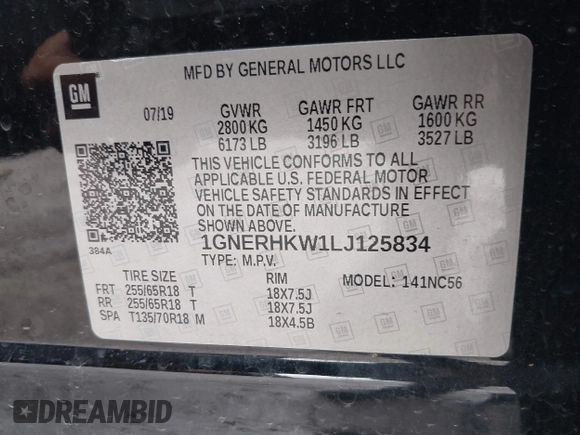 MFD BY GENERAL MOTORS LLC
GM
07/19 GVWR GAWR FRT GAWR RR
2800 KG 1450 KG 1600 KG
6173 LB 3196 LB 3527 LB
THIS VEHICLE CONFORMS TO ALL
APPLICABLE U.S. FEDERAL MOTOR
VEHICLE SAFETY STANDARDS IN EFFECT
ON THE DATE OF MANUFACTURE
SHOWN ABOVE.
384A
1GNERHKW1LJ125834
TYPE: M.P.V.
TIRE SIZE RIM MODEL: 141NC56
FRT 255/65R18 T 18X7.5J
RR 255/65R18 T 18X7.5J
SPA T135/70R18 M 18X4.5B
DREAMBID